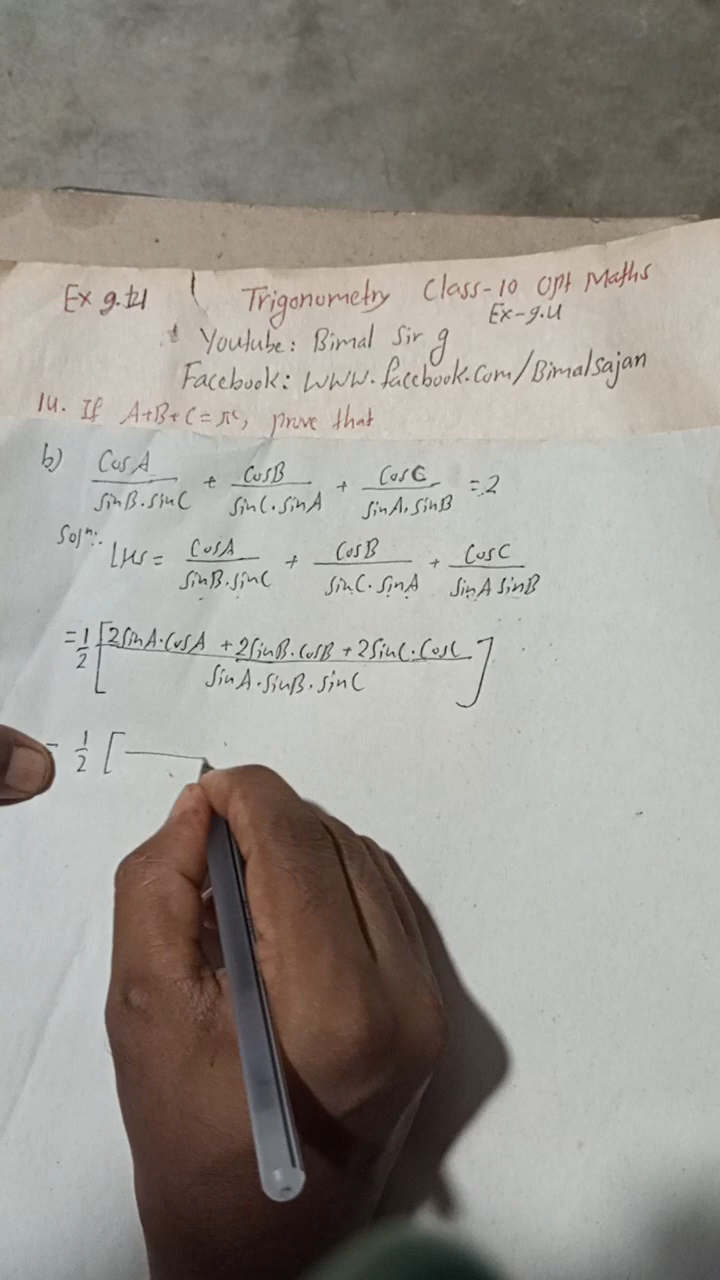 Ex 9.4 Trigonometry Class-10 Opt Maths
Ex-9.4
Youtube: Bimal Sir g
Facebook: www.facebook.com/Bimalsajan
14. If A+B+C=πᶜ, prove that
b) CosA/SinB.SinC + CosB/SinC.SinA + CosC/SinA.SinB =2
Solⁿ:
LHS= CosA/SinB.SinC + CosB/SinC.SinA + CosC/SinA SinB
=1/2[2SinA.CosA +2SinB.CosB+2SinC.CosC/SinA.SinB.SinC]
= 1/2 [